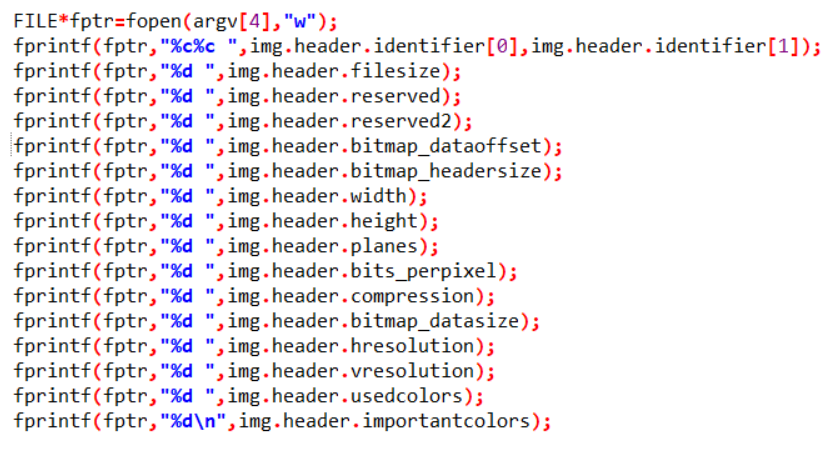 FILE*fptr=fopen(argv[4],"w");
fprintf(fptr,"%c%c ",img.header.identifier[0],img.header.identifier[1]);
fprintf(fptr,"%d ",img.header.filesize);
fprintf(fptr,"%d ",img.header.reserved);
fprintf(fptr,"%d ",img.header.reserved2);
fprintf(fptr,"%d ",img.header.bitmap_dataoffset);
fprintf(fptr,"%d ",img.header.bitmap_headersize);
fprintf(fptr,"%d ",img.header.width);
fprintf(fptr,"%d ",img.header.height);
fprintf(fptr,"%d ",img.header.planes);
fprintf(fptr,"%d ",img.header.bits_perpixel);
fprintf(fptr,"%d ",img.header.compression);
fprintf(fptr,"%d ",img.header.bitmap_datasize);
fprintf(fptr,"%d ",img.header.hresolution);
fprintf(fptr,"%d ",img.header.vresolution);
fprintf(fptr,"%d ",img.header.usedcolors);
fprintf(fptr,"%d\n",img.header.importantcolors);